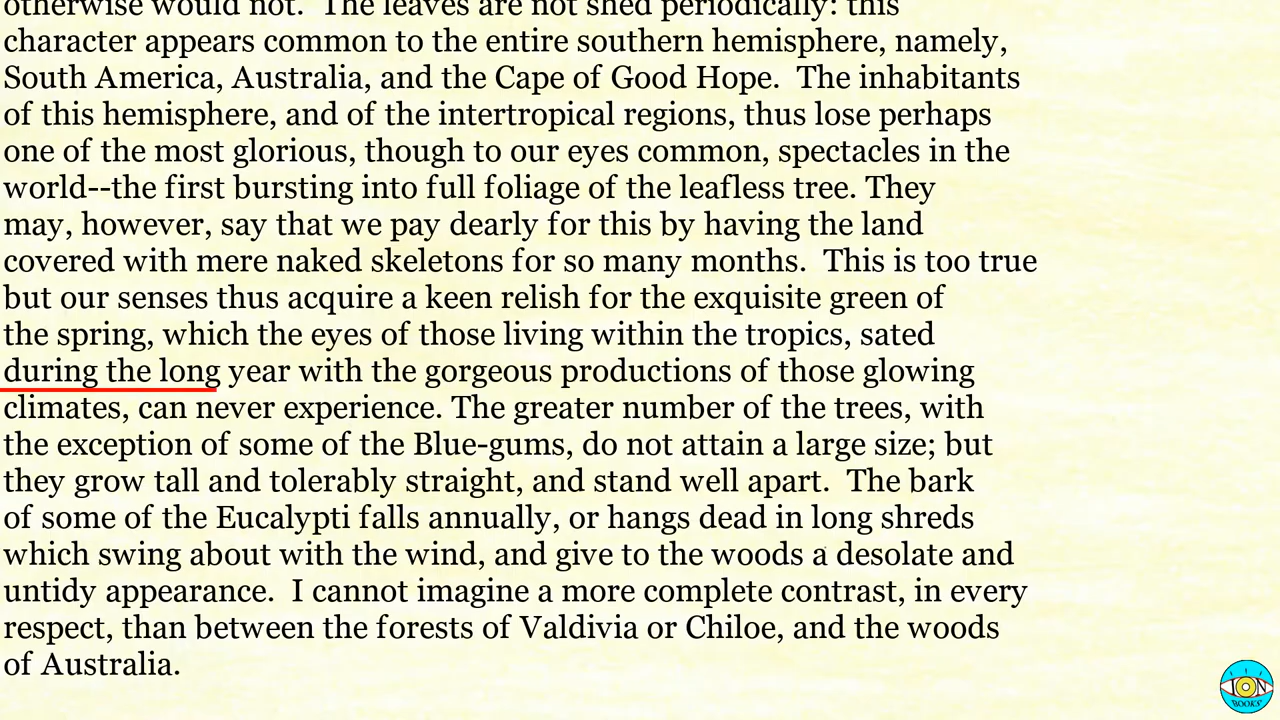 otherwise would not.  The leaves are not shed periodically: this
character appears common to the entire southern hemisphere, namely,
South America, Australia, and the Cape of Good Hope.  The inhabitants
of this hemisphere, and of the intertropical regions, thus lose perhaps
one of the most glorious, though to our eyes common, spectacles in the
world--the first bursting into full foliage of the leafless tree. They
may, however, say that we pay dearly for this by having the land
covered with mere naked skeletons for so many months.  This is too true
but our senses thus acquire a keen relish for the exquisite green of
the spring, which the eyes of those living within the tropics, sated
during the long year with the gorgeous productions of those glowing
climates, can never experience. The greater number of the trees, with
the exception of some of the Blue-gums, do not attain a large size; but
they grow tall and tolerably straight, and stand well apart.  The bark
of some of the Eucalypti falls annually, or hangs dead in long shreds
which swing about with the wind, and give to the woods a desolate and
untidy appearance.  I cannot imagine a more complete contrast, in every
respect, than between the forests of Valdivia or Chiloe, and the woods
of Australia.
ION
BOOKS